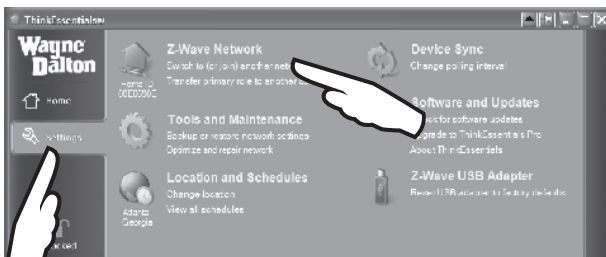 ThinkEssentials
Wayne
Dalton
Home
Settings
Z-Wave Network
Switch to (or join) another
Transfer primary role to another
Home ID
Tools and Maintenance
Backup or restore network settings
Optimize and repair network
Location and Schedules
Change location
View all schedules
Atlanta
Georgia
Device Sync
Change polling interval
Software and Updates
for software updates
to ThinkEssentials Pro
About ThinkEssentials
Z-Wave USB Adapter
Reset USB adapter to factory defaults